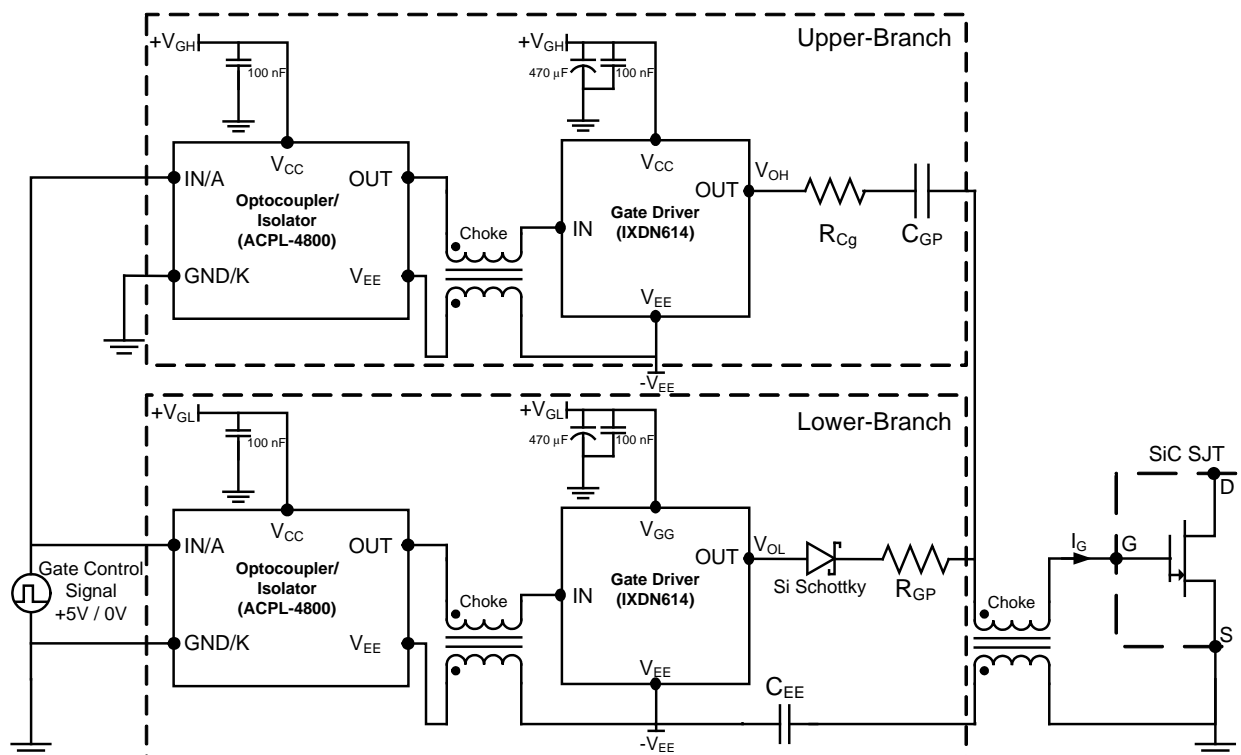 Upper-Branch
+VGH
100 nF
VCC
IN/A
OUT
Optocoupler/
Isolator
(ACPL-4800)
GND/K
VEE
Choke
+VGH
470 μF
100 nF
VCC
OUT
Gate Driver
(IXDN614)
IN
VEE
-VEE
VOH
RCg
CGP
Lower-Branch
+VGL
100 nF
VCC
IN/A
OUT
Optocoupler/
Isolator
(ACPL-4800)
GND/K
VEE
Choke
+VGL
470 μF
100 nF
VGG
OUT
Gate Driver
(IXDN614)
IN
VEE
-VEE
VOL
Si Schottky
RGP
CEE
Gate Control
Signal
+5V / 0V
Choke
IG
SiC SJT
D
G
S